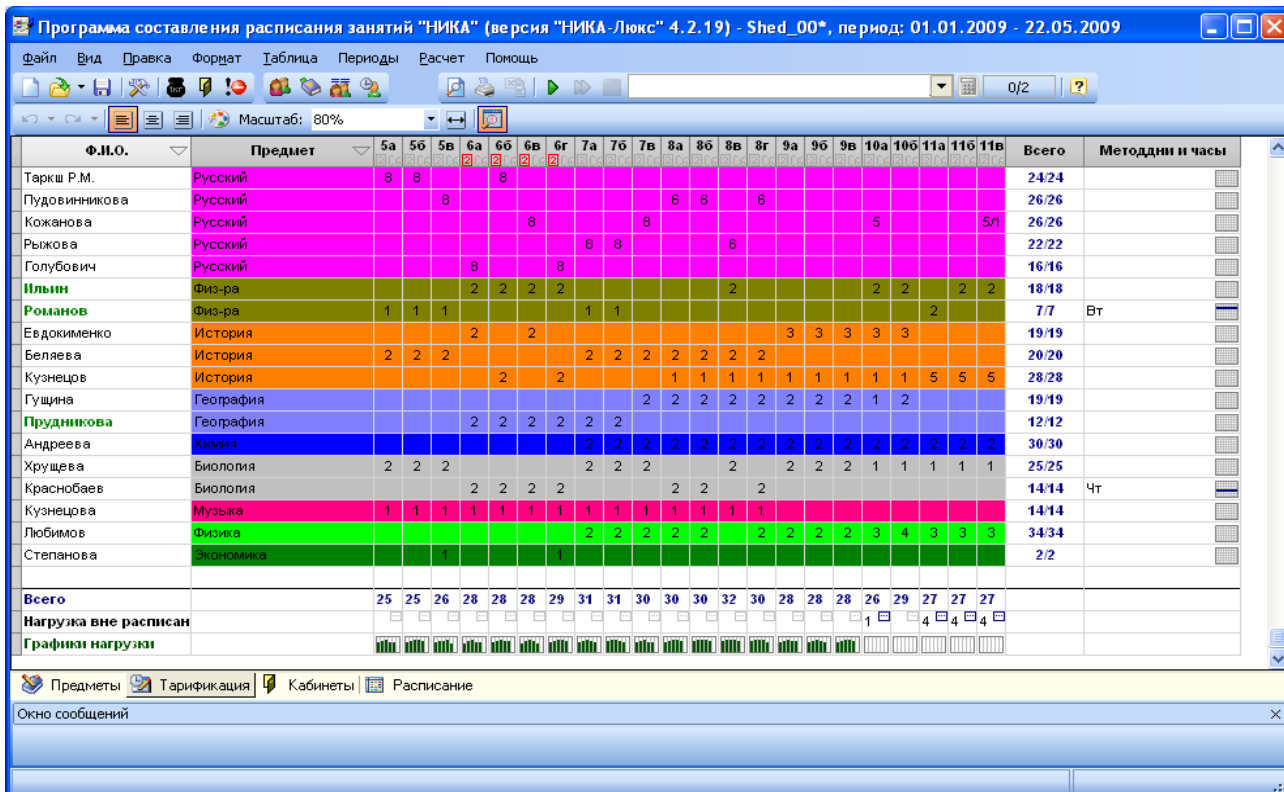 Программа составления расписания занятий "НИКА" (версия "НИКА-Люкс" 4.2.19) - Shed_00*, период: 01.01.2009 - 22.05.2009
Файл Вид Правка Формат Таблица Периоды Расчет Помощь
0/2
Масштаб: 80%
Ф.И.О. Предмет 5а 5б 5в 6а 6б 6в 6г 7а 7б 7в 8а 8б 8в 8г 9а 9б 9в 10а 10б 11а 11б 11в Всего Методдни и часы
2 2 2 2
Таркш Р.М. Русский 8 8 8 24/24
Пудовинникова Русский 8 6 6 6 26/26
Кожанова Русский 8 8 5 5/1 26/26
Рыжова Русский 8 8 6 22/22
Голубович Русский 8 8 16/16
Ильин Физ-ра 2 2 2 2 2 2 2 2 2 18/18
Романов Физ-ра 1 1 1 1 1 2 7/7 Вт
Евдокименко История 2 2 3 3 3 3 3 19/19
Беляева История 2 2 2 2 2 2 2 2 2 2 20/20
Кузнецов История 2 2 1 1 1 1 1 1 1 1 1 5 5 5 28/28
Гущина География 2 2 2 2 2 2 2 2 1 2 19/19
Прудникова География 2 2 2 2 2 2 12/12
Андреева Химия 2 2 2 2 2 2 2 2 2 2 2 2 2 2 2 30/30
Хрущева Биология 2 2 2 2 2 2 2 2 2 2 1 1 1 1 1 25/25
Краснобаев Биология 2 2 2 2 2 2 2 14/14 Чт
Кузнецова Музыка 1 1 1 1 1 1 1 1 1 1 1 1 1 1 14/14
Любимов Физика 2 2 2 2 2 2 2 2 2 3 4 3 3 3 34/34
Степанова Экономика 1 1 2/2
Всего 25 25 26 28 28 28 29 31 31 30 30 30 32 30 28 28 28 26 29 27 27 27
Нагрузка вне расписан 1 4 4 4
Графики нагрузки
Предметы Тарификация Кабинеты Расписание
Окно сообщений